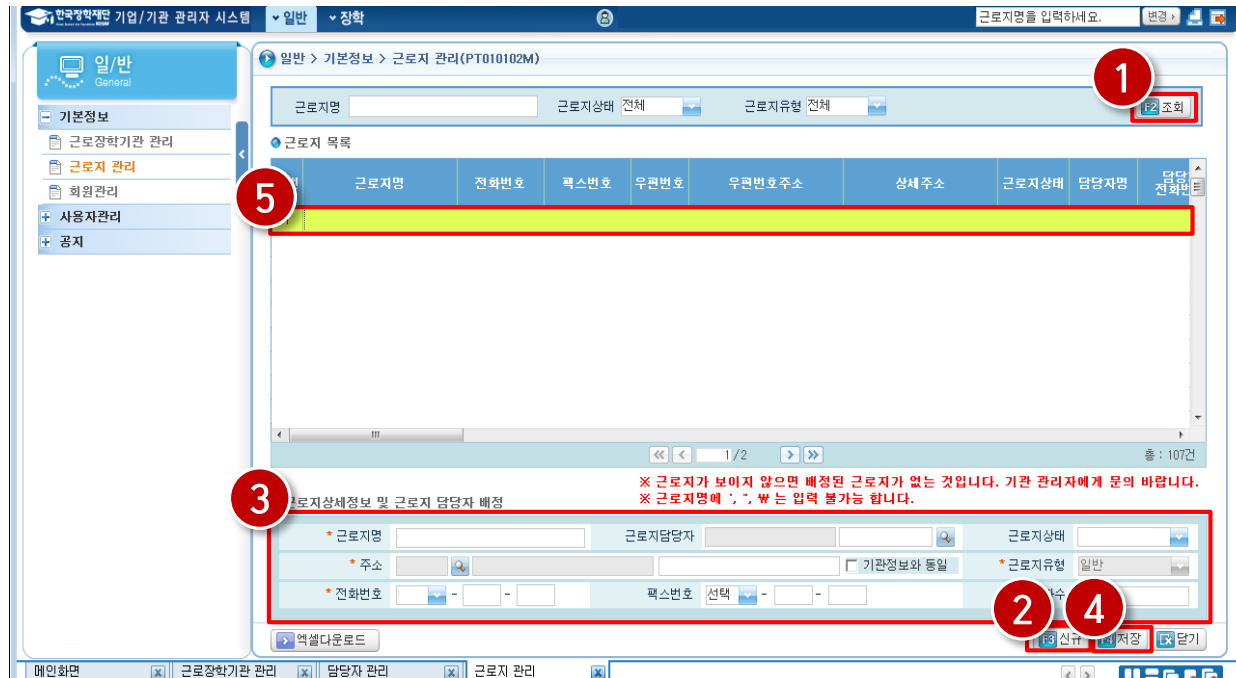 한국장학재단 기업/기관 관리자 시스템 일반 장학 근로지명을 입력하세요. 변경
일/반
General
기본정보
근로장학기관 관리
근로지 관리
회원관리
사용자관리
공지
일반 > 기본정보 > 근로지 관리(PT010102M)
1
근로지명 근로지상태 전체 근로지유형 전체 F2 조회
근로지 목록
근로지명 전화번호 팩스번호 우편번호 우편번호주소 상세주소 근로지상태 담당자명 담당
5
1/2 총 : 107건
※ 근로지가 보이지 않으면 배정된 근로지가 없는 것입니다. 기관 관리자에게 문의 바랍니다.
※ 근로지명에 ', ", ₩ 는 입력 불가능 합니다.
3
근로지상세정보 및 근로지 담당자 배정
* 근로지명 근로지담당자 근로지상태
* 주소 기관정보와 동일 * 근로지유형 일반
* 전화번호 - - 팩스번호 선택 - -
2 4
엑셀다운로드 F3 신규 저장 닫기
메인화면 근로장학기관 관리 담당자 관리 근로지 관리